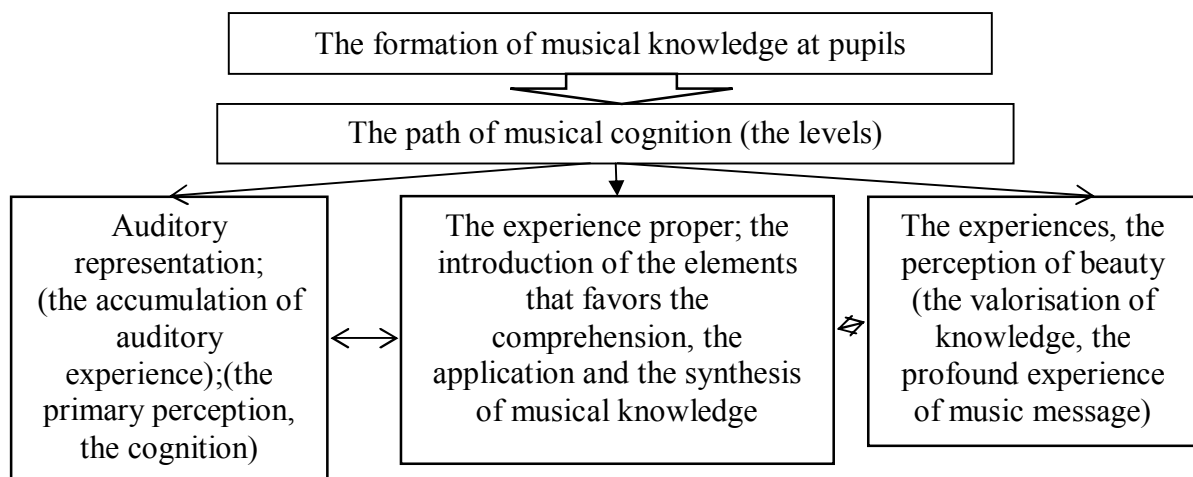 The formation of musical knowledge at pupils
The path of musical cognition (the levels)
Auditory
representation;
(the accumulation of
auditory
experience);(the
primary perception,
the cognition)
The experience proper; the
introduction of the elements
that favors the
comprehension, the
application and the synthesis
of musical knowledge
The experiences, the
perception of beauty
(the valorisation of
knowledge, the
profound experience
of music message)